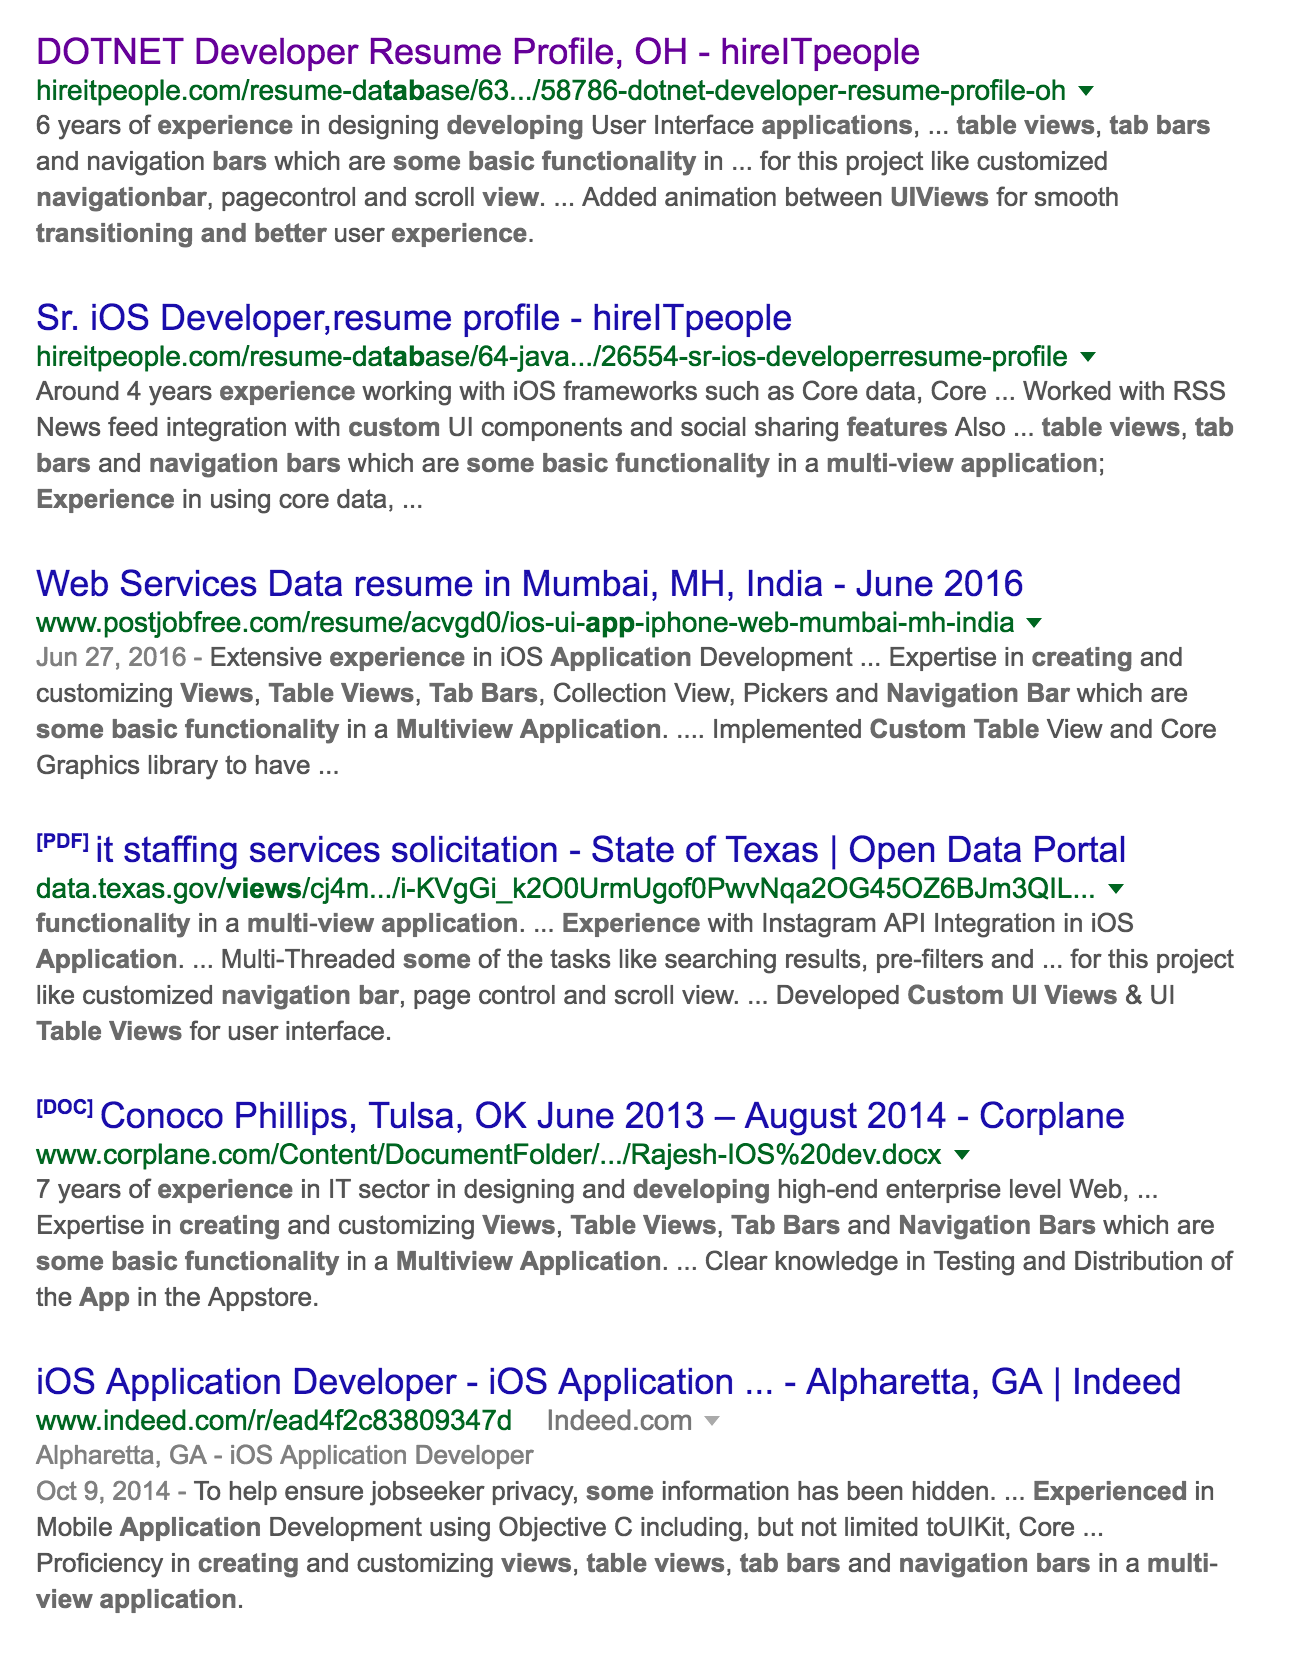 DOTNET Developer Resume Profile, OH - hireITpeople
hireitpeople.com/resume-database/63.../58786-dotnet-developer-resume-profile-oh
6 years of experience in designing developing User Interface applications, ... table views, tab bars
and navigation bars which are some basic functionality in ... for this project like customized
navigationbar, pagecontrol and scroll view. ... Added animation between UIViews for smooth
transitioning and better user experience.
Sr. iOS Developer,resume profile - hireITpeople
hireitpeople.com/resume-database/64-java.../26554-sr-ios-developerresume-profile
Around 4 years experience working with iOS frameworks such as Core data, Core ... Worked with RSS
News feed integration with custom UI components and social sharing features Also ... table views, tab
bars and navigation bars which are some basic functionality in a multi-view application;
Experience in using core data, ...
Web Services Data resume in Mumbai, MH, India - June 2016
www.postjobfree.com/resume/acvgd0/ios-ui-app-iphone-web-mumbai-mh-india
Jun 27, 2016 - Extensive experience in iOS Application Development ... Expertise in creating and
customizing Views, Table Views, Tab Bars, Collection View, Pickers and Navigation Bar which are
some basic functionality in a Multiview Application. .... Implemented Custom Table View and Core
Graphics library to have ...
[PDF] it staffing services solicitation - State of Texas | Open Data Portal
data.texas.gov/views/cj4m.../i-KVgGi_k2O0UrmUgof0PwvNqa2OG45OZ6BJm3QIL...
functionality in a multi-view application. ... Experience with Instagram API Integration in iOS
Application. ... Multi-Threaded some of the tasks like searching results, pre-filters and ... for this project
like customized navigation bar, page control and scroll view. ... Developed Custom UI Views & UI
Table Views for user interface.
[DOC] Conoco Phillips, Tulsa, OK June 2013 – August 2014 - Corplane
www.corplane.com/Content/DocumentFolder/.../Rajesh-IOS%20dev.docx
7 years of experience in IT sector in designing and developing high-end enterprise level Web, ...
Expertise in creating and customizing Views, Table Views, Tab Bars and Navigation Bars which are
some basic functionality in a Multiview Application. ... Clear knowledge in Testing and Distribution of
the App in the Appstore.
iOS Application Developer - iOS Application ... - Alpharetta, GA | Indeed
www.indeed.com/r/ead4f2c83809347d Indeed.com
Alpharetta, GA - iOS Application Developer
Oct 9, 2014 - To help ensure jobseeker privacy, some information has been hidden. ... Experienced in
Mobile Application Development using Objective C including, but not limited toUIKit, Core ...
Proficiency in creating and customizing views, table views, tab bars and navigation bars in a multi-
view application.